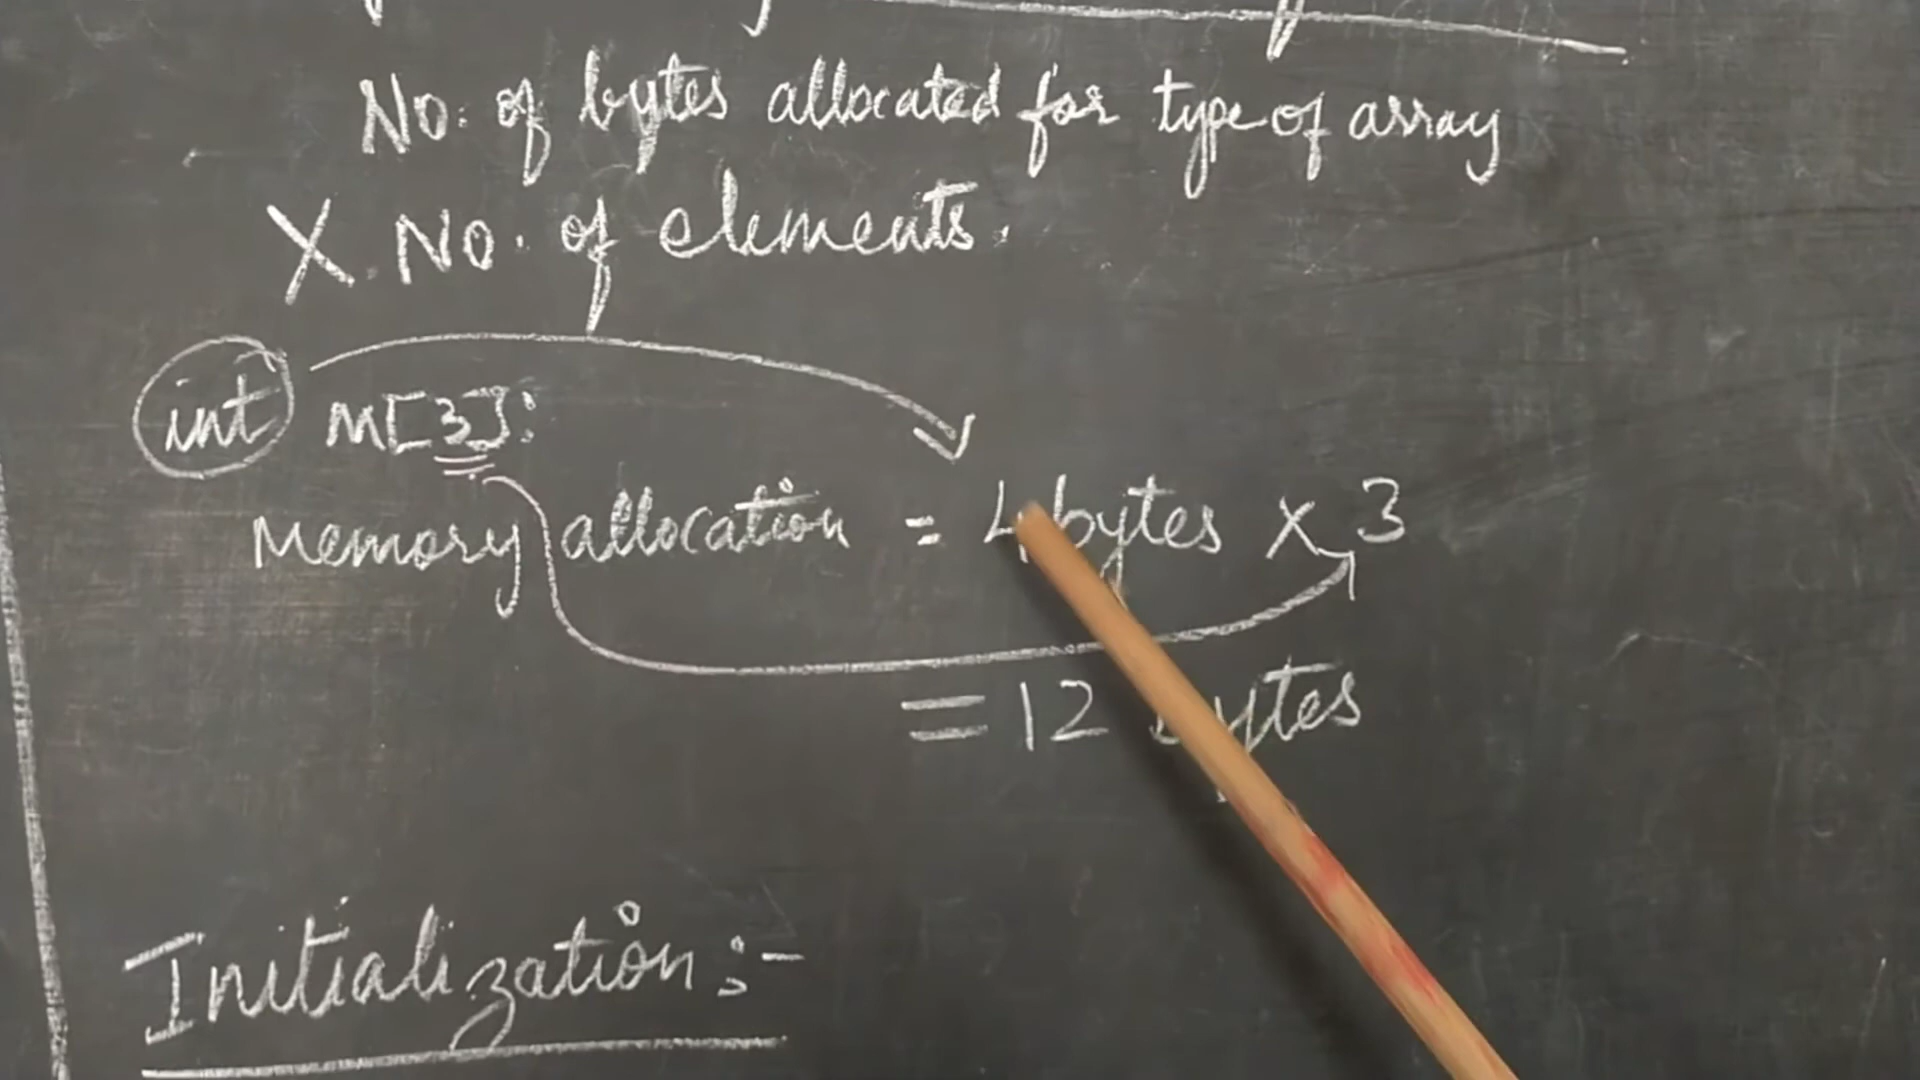 No. of bytes allocated for type of array
X. No. of elements.
int M[3]:
Memory allocation = 4 bytes X 3
= 12 bytes
Initialization :-